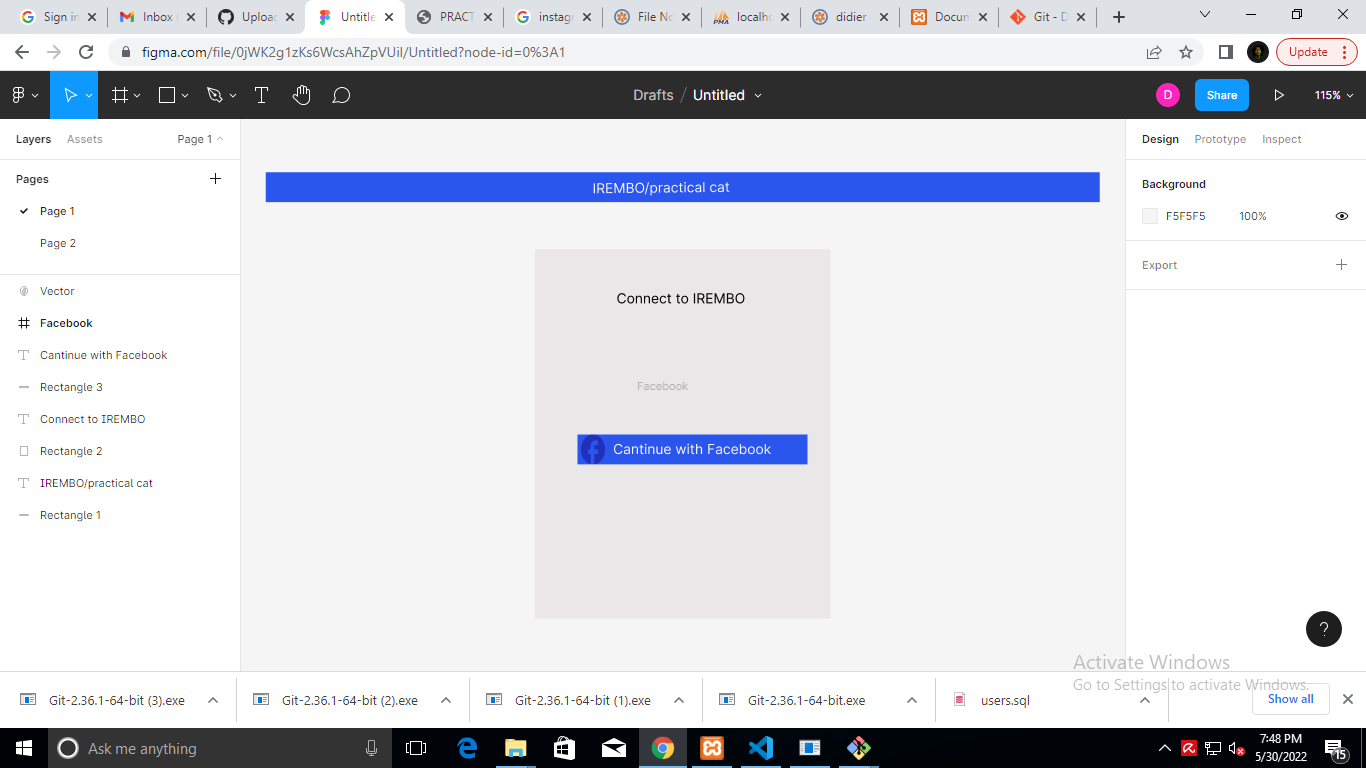 Sign in
Inbox
Uploa
Untitle
PRACT
instag
File No
localho
didier
Docum
Git - D
figma.com/file/0jWK2g1zKs6WcsAhZpVUil/Untitled?node-id=0%3A1
Update
Drafts / Untitled
D
Share
115%
Layers
Assets
Page 1
Design
Prototype
Inspect
Pages
Page 1
Page 2
Vector
Facebook
Cantinue with Facebook
Rectangle 3
Connect to IREMBO
Rectangle 2
IREMBO/practical cat
Rectangle 1
IREMBO/practical cat
Connect to IREMBO
Facebook
Cantinue with Facebook
Background
F5F5F5 100%
Export
?
Activate Windows
Go to Settings to activate Windows.
Git-2.36.1-64-bit (3).exe
Git-2.36.1-64-bit (2).exe
Git-2.36.1-64-bit (1).exe
Git-2.36.1-64-bit.exe
users.sql
Show all
Ask me anything
7:48 PM
5/30/2022
15